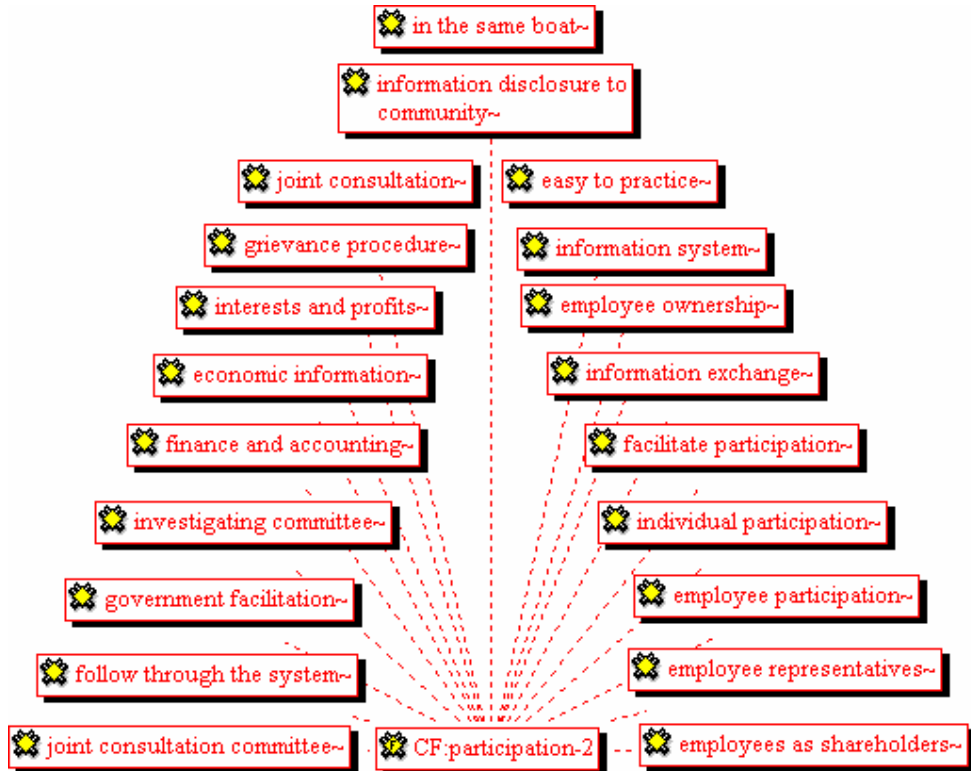 in the same boat~
information disclosure to
community~
joint consultation~
easy to practice~
grievance procedure~
information system~
interests and profits~
employee ownership~
economic information~
information exchange~
finance and accounting~
facilitate participation~
investigating committee~
individual participation~
government facilitation~
employee participation~
follow through the system~
employee representatives~
joint consultation committee~
F CF:participation-2
employees as shareholders~